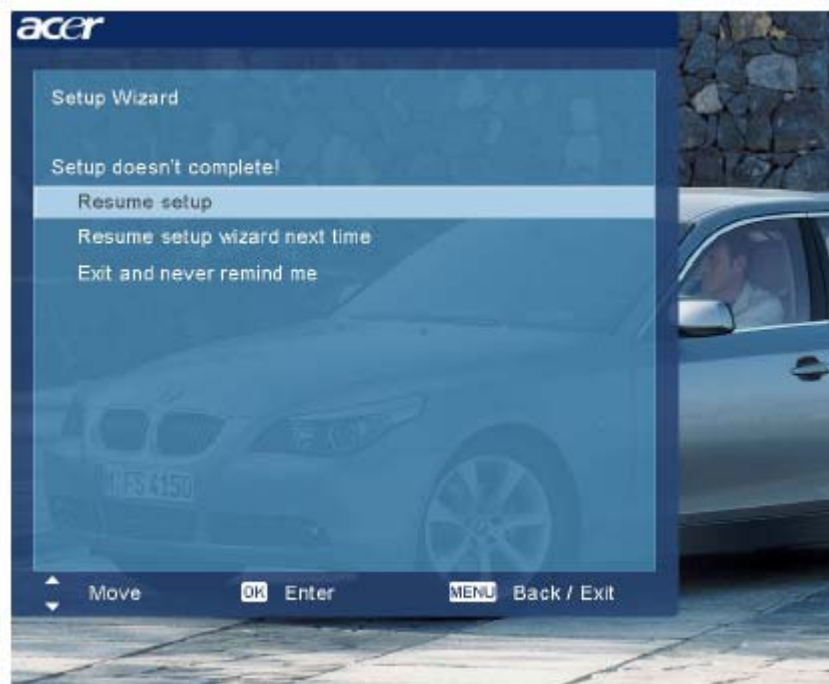 acer
Setup Wizard
Setup doesn't complete!
Resume setup
Resume setup wizard next time
Exit and never remind me
M FS 4150
Move OK Enter MENU Back / Exit